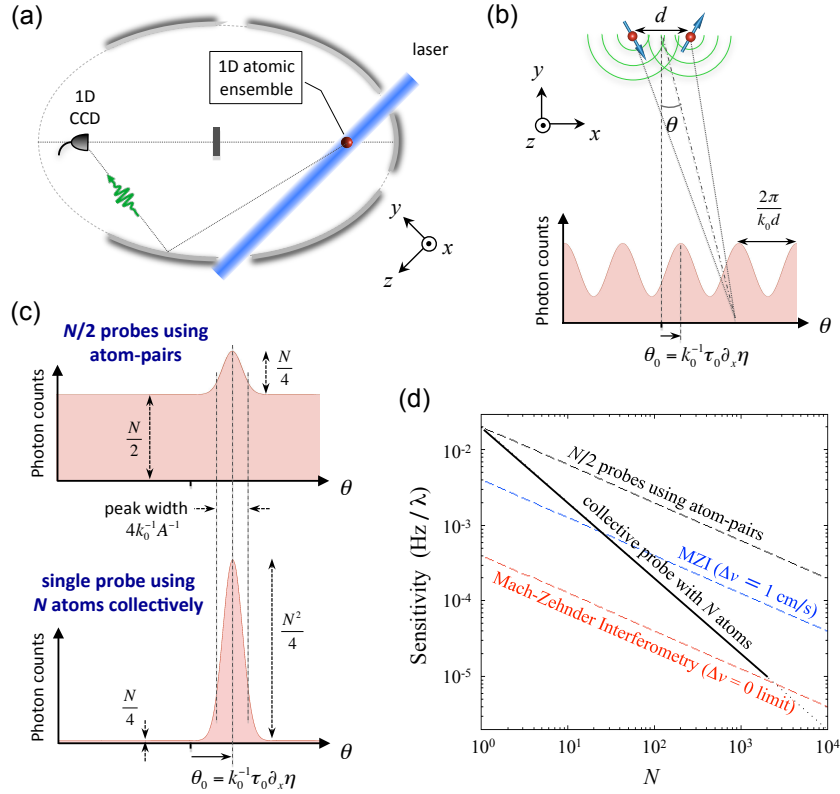 (a)
laser
1D atomic
ensemble
1D
CCD
y
x
z
(b)
d
y
z
x
θ
2π
k₀d
Photon counts
θ
θ₀ = k₀⁻¹τ₀∂ₓη
(c)
N/2 probes using
atom-pairs
N
4
Photon counts
N
2
θ
peak width
4k₀⁻¹A⁻¹
single probe using
N atoms collectively
N²
4
Photon counts
N
4
θ
θ₀ = k₀⁻¹τ₀∂ₓη
(d)
Sensitivity (Hz / λ)
10⁻²
10⁻³
10⁻⁴
10⁻⁵
N/2 probes using atom-pairs
collective probe with N atoms
MZI (Δv = 1 cm/s)
Mach-Zehnder Interferometry (Δv = 0 limit)
10⁰
10¹
10²
10³
10⁴
N